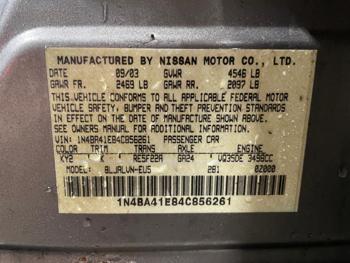 MANUFACTURED BY NISSAN MOTOR CO., LTD.
DATE 09/03 GVWR 4546 LB
GAWR FR. 2469 LB GAWR RR. 2097 LB
THIS VEHICLE CONFORMS TO ALL APPLICABLE FEDERAL MOTOR
VEHICLE SAFETY, BUMPER AND THEFT PREVENTION STANDARDS
IN EFFECT ON THE DATE OF MANUFACTURE SHOWN ABOVE.
SEE OWNER'S MANUAL FOR ADDITIONAL INFORMATION.
VIN: 1N4BA41E84C856261 PASSENGER CAR
COLOR TRIM TRANS AXLE ENGINE
KY2 K RE5F22A GA24 VQ35DE 3498CC
MODEL: BLJALVN-EU5 2B1 02000
1N4BA41E84C856261